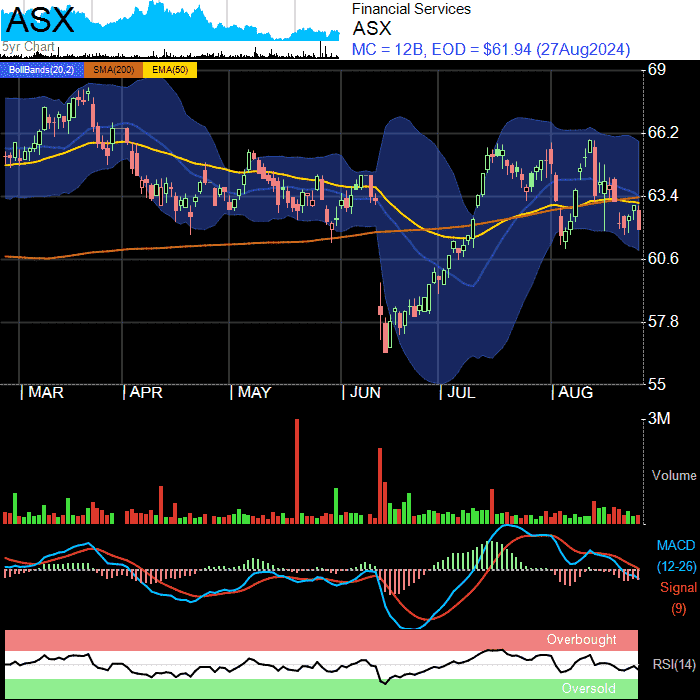 ASX
5yr Chart
Financial Services
ASX
MC = 12B, EOD = $61.94 (27Aug2024)
BollBands(20,2) SMA(200) EMA(50)
69
66.2
63.4
60.6
57.8
55
MAR APR MAY JUN JUL AUG
3M
Volume
MACD
(12-26)
Signal
(9)
Overbought
RSI(14)
Oversold